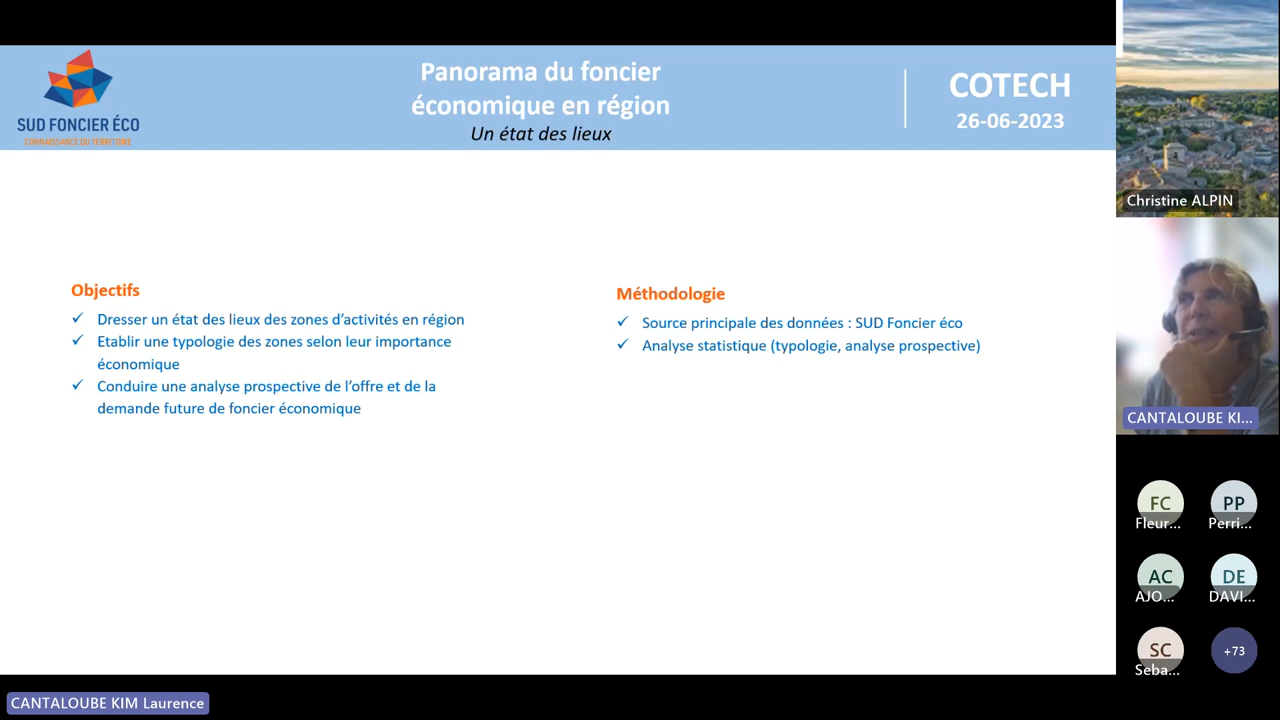 SUD FONCIER ÉCO
CONNAISSANCE DU TERRITOIRE
Panorama du foncier
économique en région
Un état des lieux
COTECH
26-06-2023
Objectifs
✓ Dresser un état des lieux des zones d’activités en région
✓ Etablir une typologie des zones selon leur importance
économique
✓ Conduire une analyse prospective de l’offre et de la
demande future de foncier économique
Méthodologie
✓ Source principale des données : SUD Foncier éco
✓ Analyse statistique (typologie, analyse prospective)
Christine ALPIN
CANTALOUBE KI...
FC
Fleur...
PP
Perri...
AC
AJO...
DE
DAVI...
SC
Seba...
+73
CANTALOUBE KIM Laurence